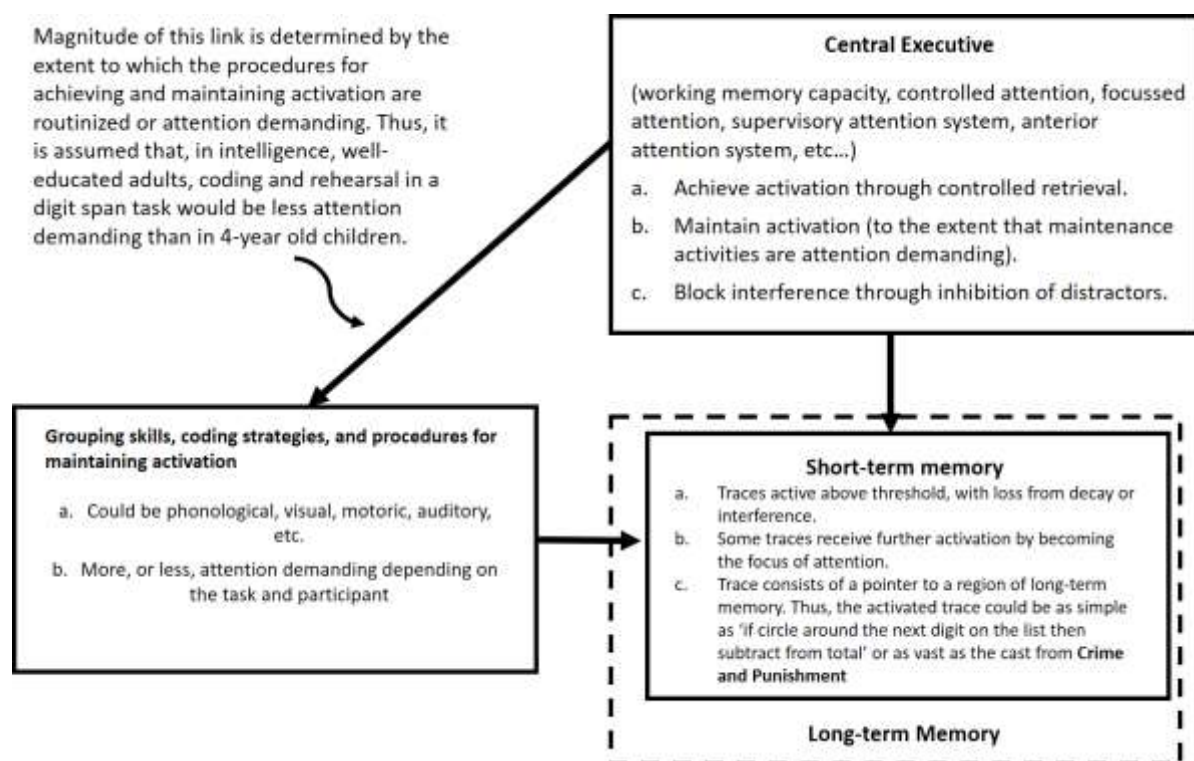 Magnitude of this link is determined by the
extent to which the procedures for
achieving and maintaining activation are
routinized or attention demanding. Thus, it
is assumed that, in intelligence, well-
educated adults, coding and rehearsal in a
digit span task would be less attention
demanding than in 4-year old children.
Central Executive
(working memory capacity, controlled attention, focussed
attention, supervisory attention system, anterior
attention system, etc...)
a. Achieve activation through controlled retrieval.
b. Maintain activation (to the extent that maintenance
activities are attention demanding).
c. Block interference through inhibition of distractors.
Grouping skills, coding strategies, and procedures for
maintaining activation
a. Could be phonological, visual, motoric, auditory,
etc.
b. More, or less, attention demanding depending on
the task and participant
Short-term memory
a. Traces active above threshold, with loss from decay or
interference.
b. Some traces receive further activation by becoming
the focus of attention.
c. Trace consists of a pointer to a region of long-term
memory. Thus, the activated trace could be as simple
as ‘if circle around the next digit on the list then
subtract from total’ or as vast as the cast from Crime
and Punishment
Long-term Memory